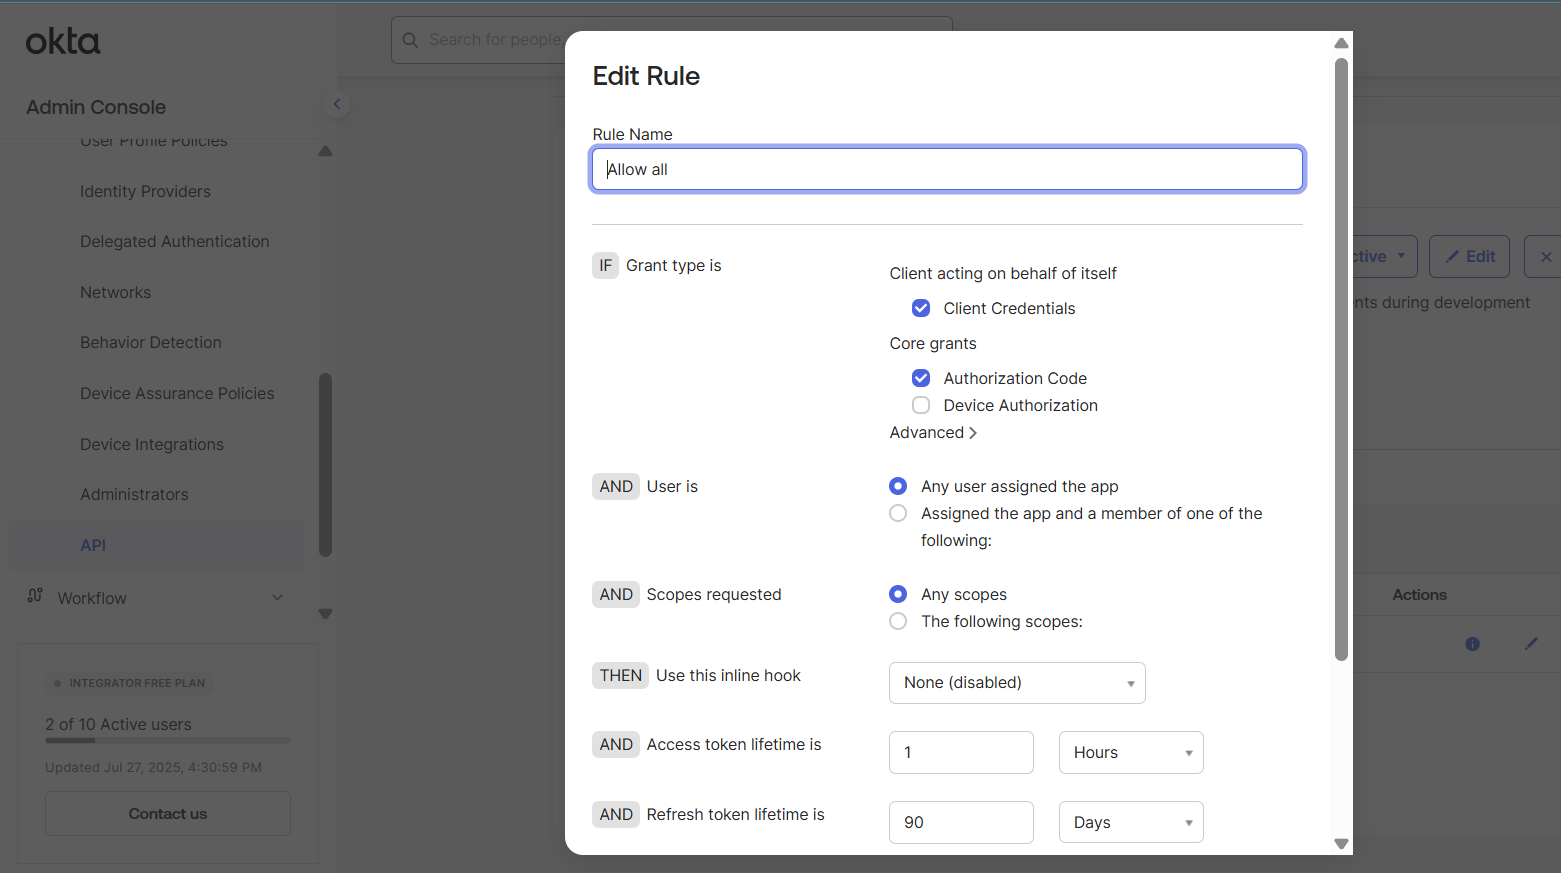 okta
Search for people,
Admin Console
User Profile Policies
Identity Providers
Delegated Authentication
Networks
Behavior Detection
Device Assurance Policies
Device Integrations
Administrators
API
Workflow
INTEGRATOR FREE PLAN
2 of 10 Active users
Updated Jul 27, 2025, 4:30:59 PM
Contact us
Edit Rule
Rule Name
Allow all
IF Grant type is
Client acting on behalf of itself
Client Credentials
Core grants
Authorization Code
Device Authorization
Advanced
AND User is
Any user assigned the app
Assigned the app and a member of one of the
following:
AND Scopes requested
Any scopes
The following scopes:
THEN Use this inline hook
None (disabled)
AND Access token lifetime is
1
Hours
AND Refresh token lifetime is
90
Days
ctive
Edit
nts during development
Actions